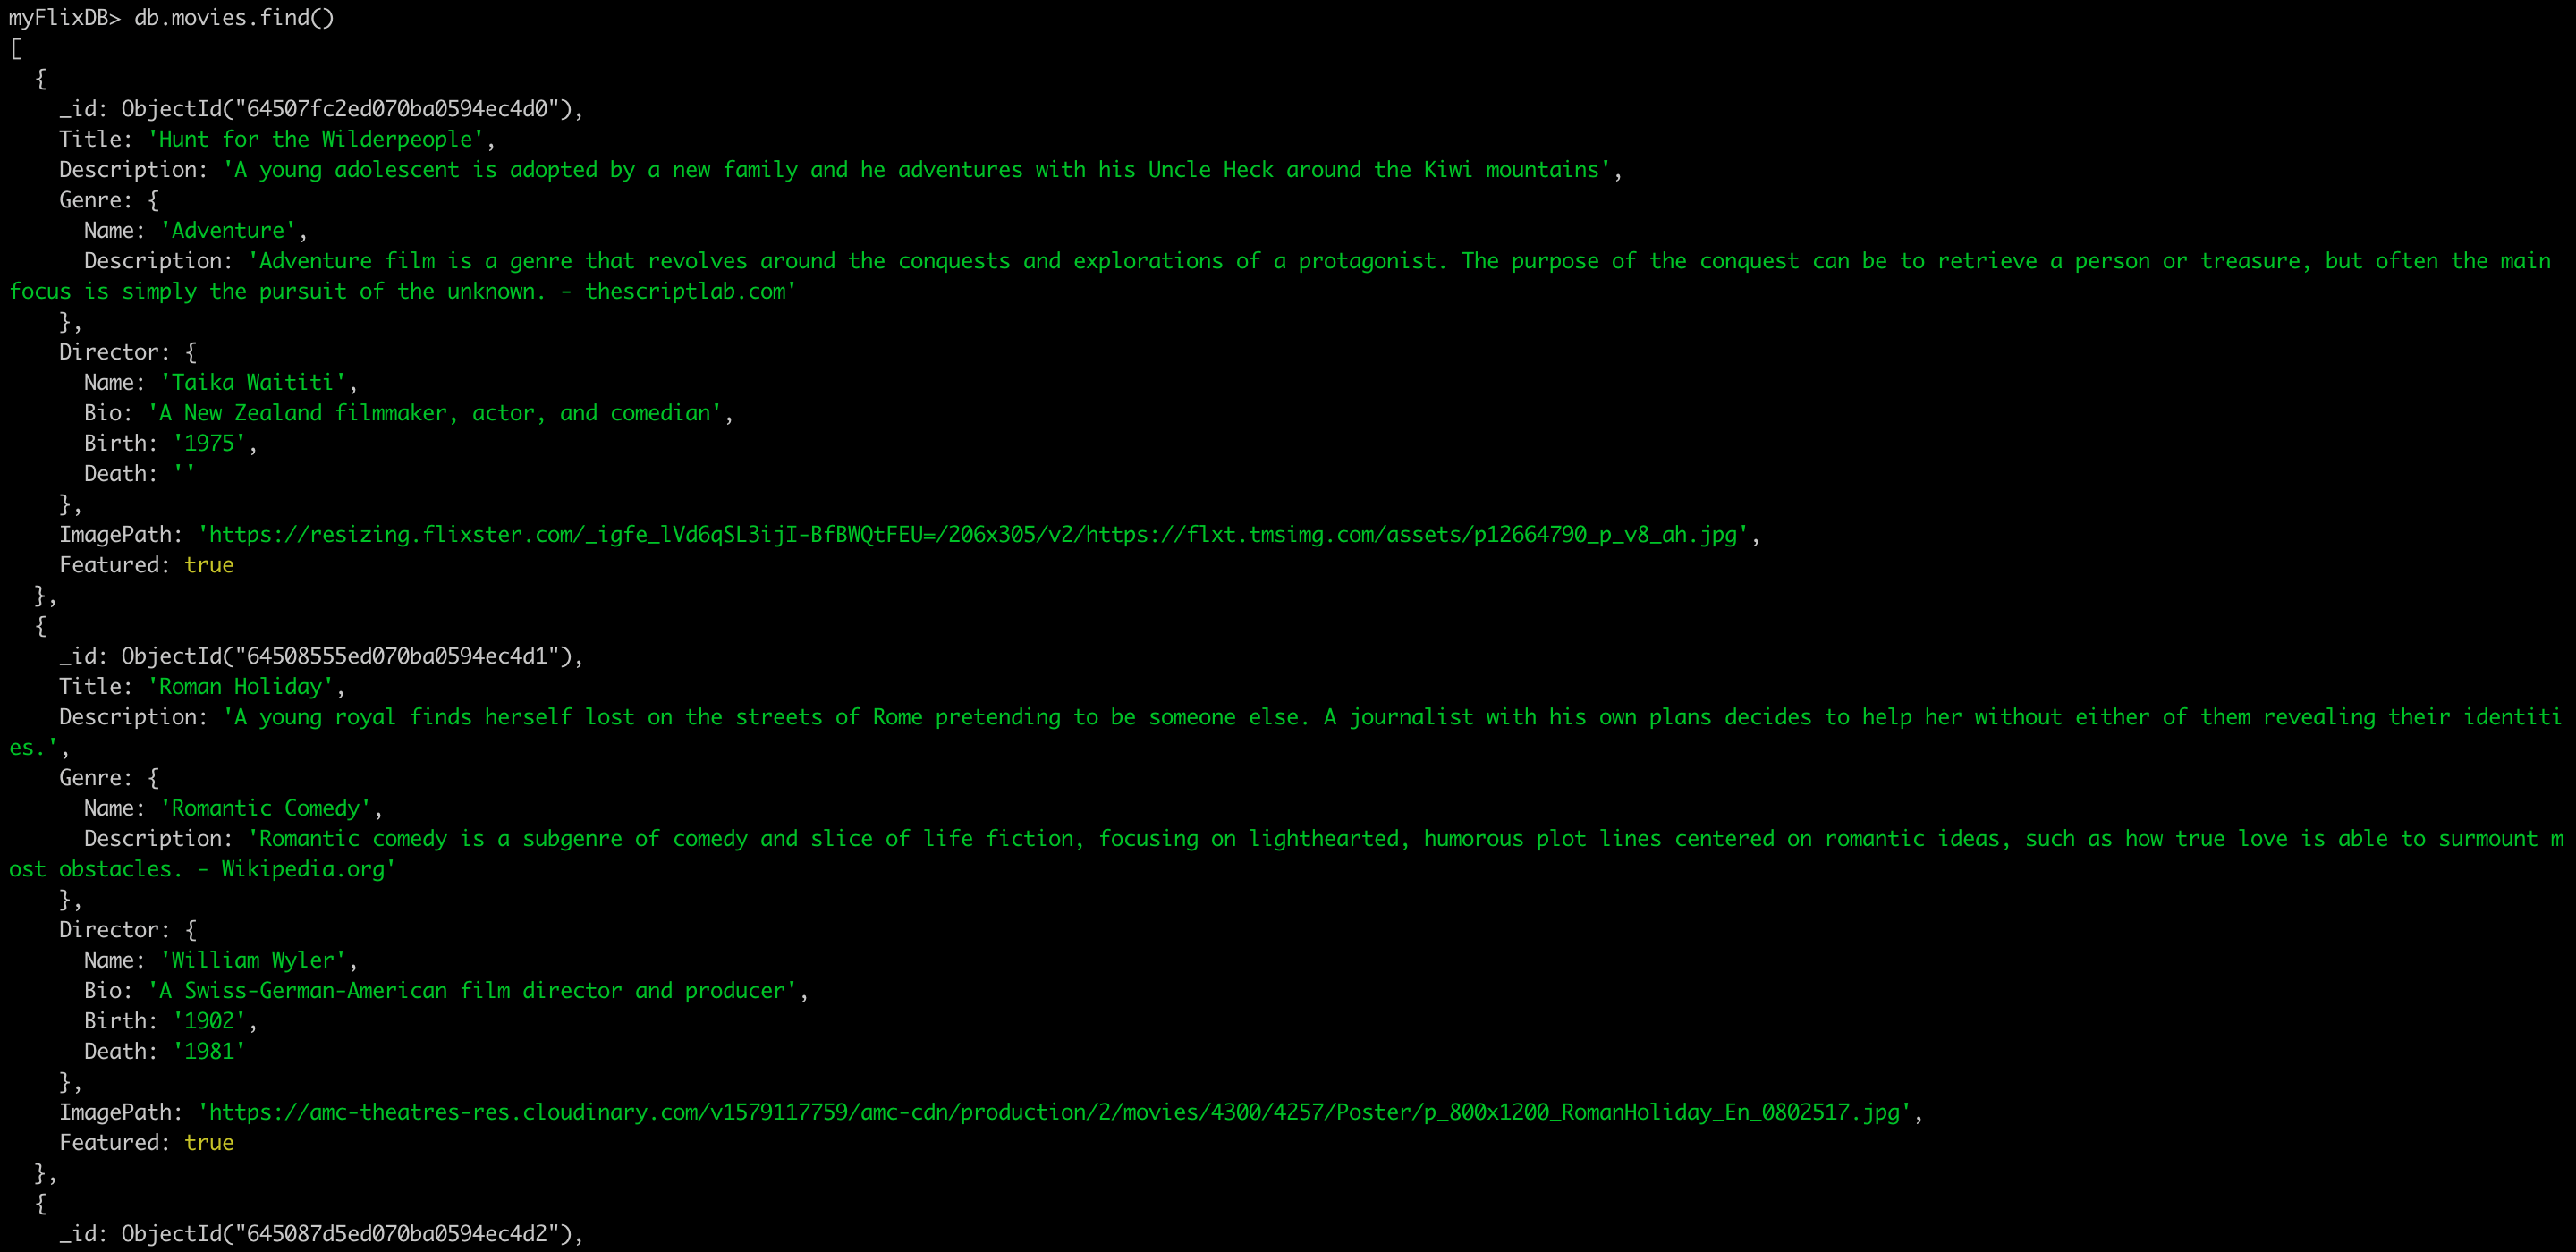 myFlixDB> db.movies.find()
[
  {
    _id: ObjectId("64507fc2ed070ba0594ec4d0"),
    Title: 'Hunt for the Wilderpeople',
    Description: 'A young adolescent is adopted by a new family and he adventures with his Uncle Heck around the Kiwi mountains',
    Genre: {
      Name: 'Adventure',
      Description: 'Adventure film is a genre that revolves around the conquests and explorations of a protagonist. The purpose of the conquest can be to retrieve a person or treasure, but often the main
focus is simply the pursuit of the unknown. - thescriptlab.com'
    },
    Director: {
      Name: 'Taika Waititi',
      Bio: 'A New Zealand filmmaker, actor, and comedian',
      Birth: '1975',
      Death: ''
    },
    ImagePath: 'https://resizing.flixster.com/_igfe_lVd6qSL3ijI-BfBWQtFEU=/206x305/v2/https://flxt.tmsimg.com/assets/p12664790_p_v8_ah.jpg',
    Featured: true
  },
  {
    _id: ObjectId("64508555ed070ba0594ec4d1"),
    Title: 'Roman Holiday',
    Description: 'A young royal finds herself lost on the streets of Rome pretending to be someone else. A journalist with his own plans decides to help her without either of them revealing their identiti
es.',
    Genre: {
      Name: 'Romantic Comedy',
      Description: 'Romantic comedy is a subgenre of comedy and slice of life fiction, focusing on lighthearted, humorous plot lines centered on romantic ideas, such as how true love is able to surmount m
ost obstacles. - Wikipedia.org'
    },
    Director: {
      Name: 'William Wyler',
      Bio: 'A Swiss-German-American film director and producer',
      Birth: '1902',
      Death: '1981'
    },
    ImagePath: 'https://amc-theatres-res.cloudinary.com/v1579117759/amc-cdn/production/2/movies/4300/4257/Poster/p_800x1200_RomanHoliday_En_0802517.jpg',
    Featured: true
  },
  {
    _id: ObjectId("645087d5ed070ba0594ec4d2"),